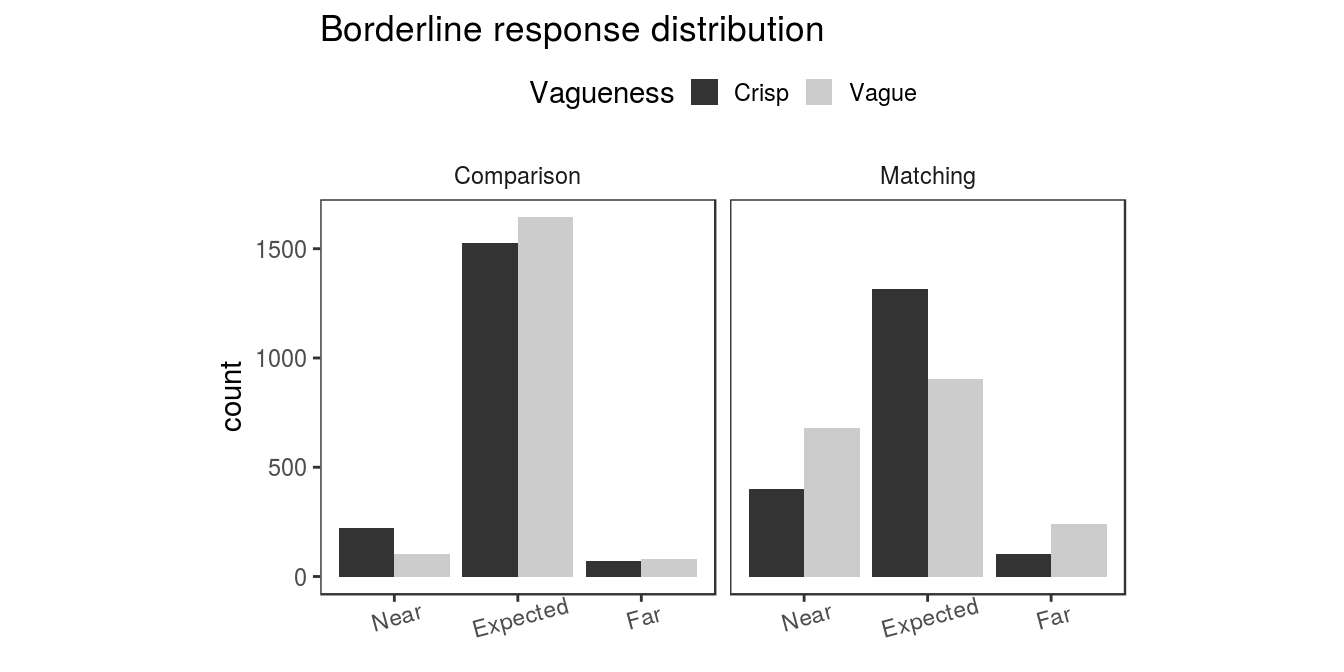 Borderline response distribution
Vagueness Crisp Vague
Comparison Matching
1500
1000
500
0
count
Near Expected Far Near Expected Far